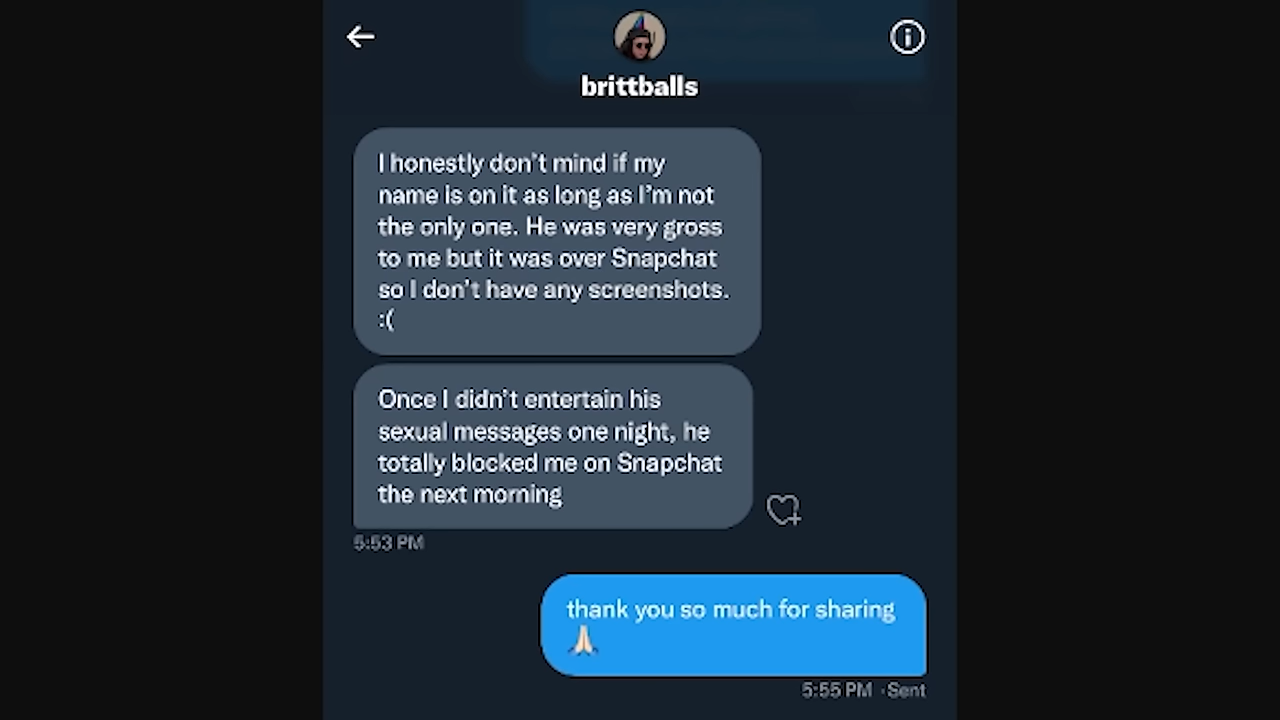 brittballs
I honestly don't mind if my
name is on it as long as I'm not
the only one. He was very gross
to me but it was over Snapchat
so I don't have any screenshots.
:(
Once I didn't entertain his
sexual messages one night, he
totally blocked me on Snapchat
the next morning
5:53 PM
thank you so much for sharing
🙏🏻
5:55 PM · Sent